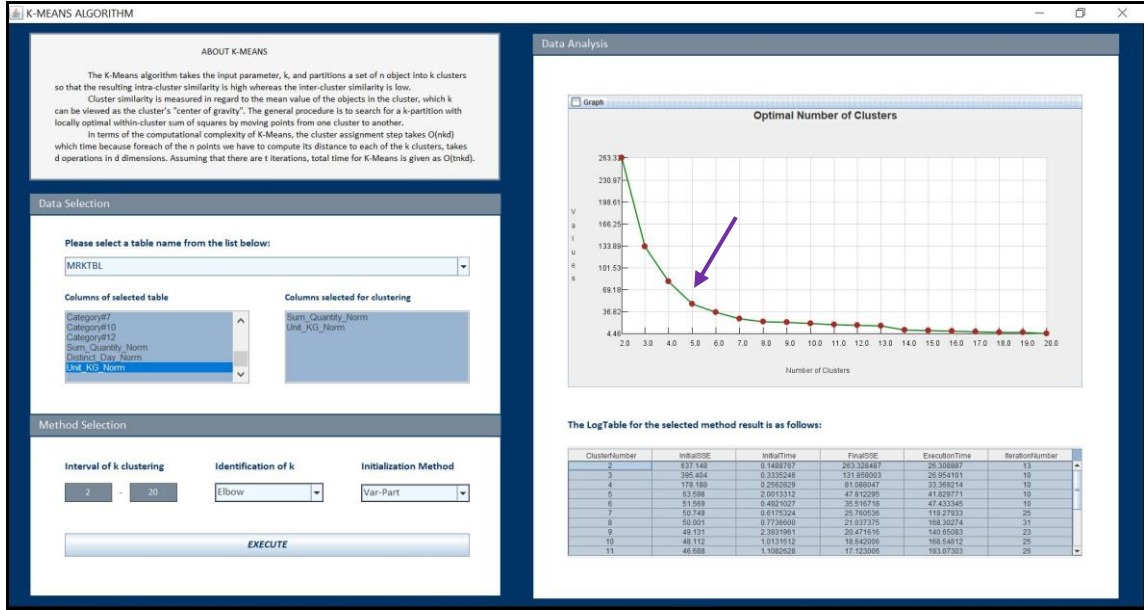 K-MEANS ALGORITHM
ABOUT K-MEANS
The K-Means algorithm takes the input parameter, k, and partitions a set of n object into k clusters
so that the resulting intra-cluster similarity is high whereas the inter-cluster similarity is low.
Cluster similarity is measured in regard to the mean value of the objects in the cluster, which k
can be viewed as the cluster's "center of gravity". The general procedure is to search for a k-partition with
locally optimal within-cluster sum of squares by moving points from one cluster to another.
In terms of the computational complexity of K-Means, the cluster assignment step takes O(nkd)
which time because foreach of the n points we have to compute its distance to each of the k clusters, takes
d operations in d dimensions. Assuming that there are t iterations, total time for K-Means is given as O(tnkd).
Data Selection
Please select a table name from the list below:
MRKTBL
Columns of selected table
Category#7
Category#10
Category#12
Sum_Quantity_Norm
Distinct_Day_Norm
Unit_KG_Norm
Columns selected for clustering
Sum_Quantity_Norm
Unit_KG_Norm
Method Selection
Interval of k clustering
2 - 20
Identification of k
Elbow
Initialization Method
Var-Part
EXECUTE
Data Analysis
Graph
Optimal Number of Clusters
Values
263.33
230.97
198.61
166.25
133.89
101.53
69.18
36.82
4.46
2.0 3.0 4.0 5.0 6.0 7.0 8.0 9.0 10.0 11.0 12.0 13.0 14.0 15.0 16.0 17.0 18.0 19.0 20.0
Number of Clusters
The LogTable for the selected method result is as follows:
ClusterNumber InitialSSE InitialTime FinalSSE ExecutionTime IterationNumber
2 637.148 0.1488767 263.328487 26.308887 13
3 395.404 0.3335246 131.858003 26.954101 10
4 178.188 0.2562629 81.088047 33.369214 10
5 63.598 2.0013312 47.812295 41.829771 10
6 51.569 0.4921027 35.516718 47.433345 10
7 50.749 0.6175324 25.760536 119.27933 25
8 50.001 0.7736600 21.037375 168.30274 31
9 49.131 2.3931961 20.471616 140.65083 23
10 48.112 1.0131512 18.642006 168.54812 25
11 46.688 1.1082628 17.123006 193.07303 26